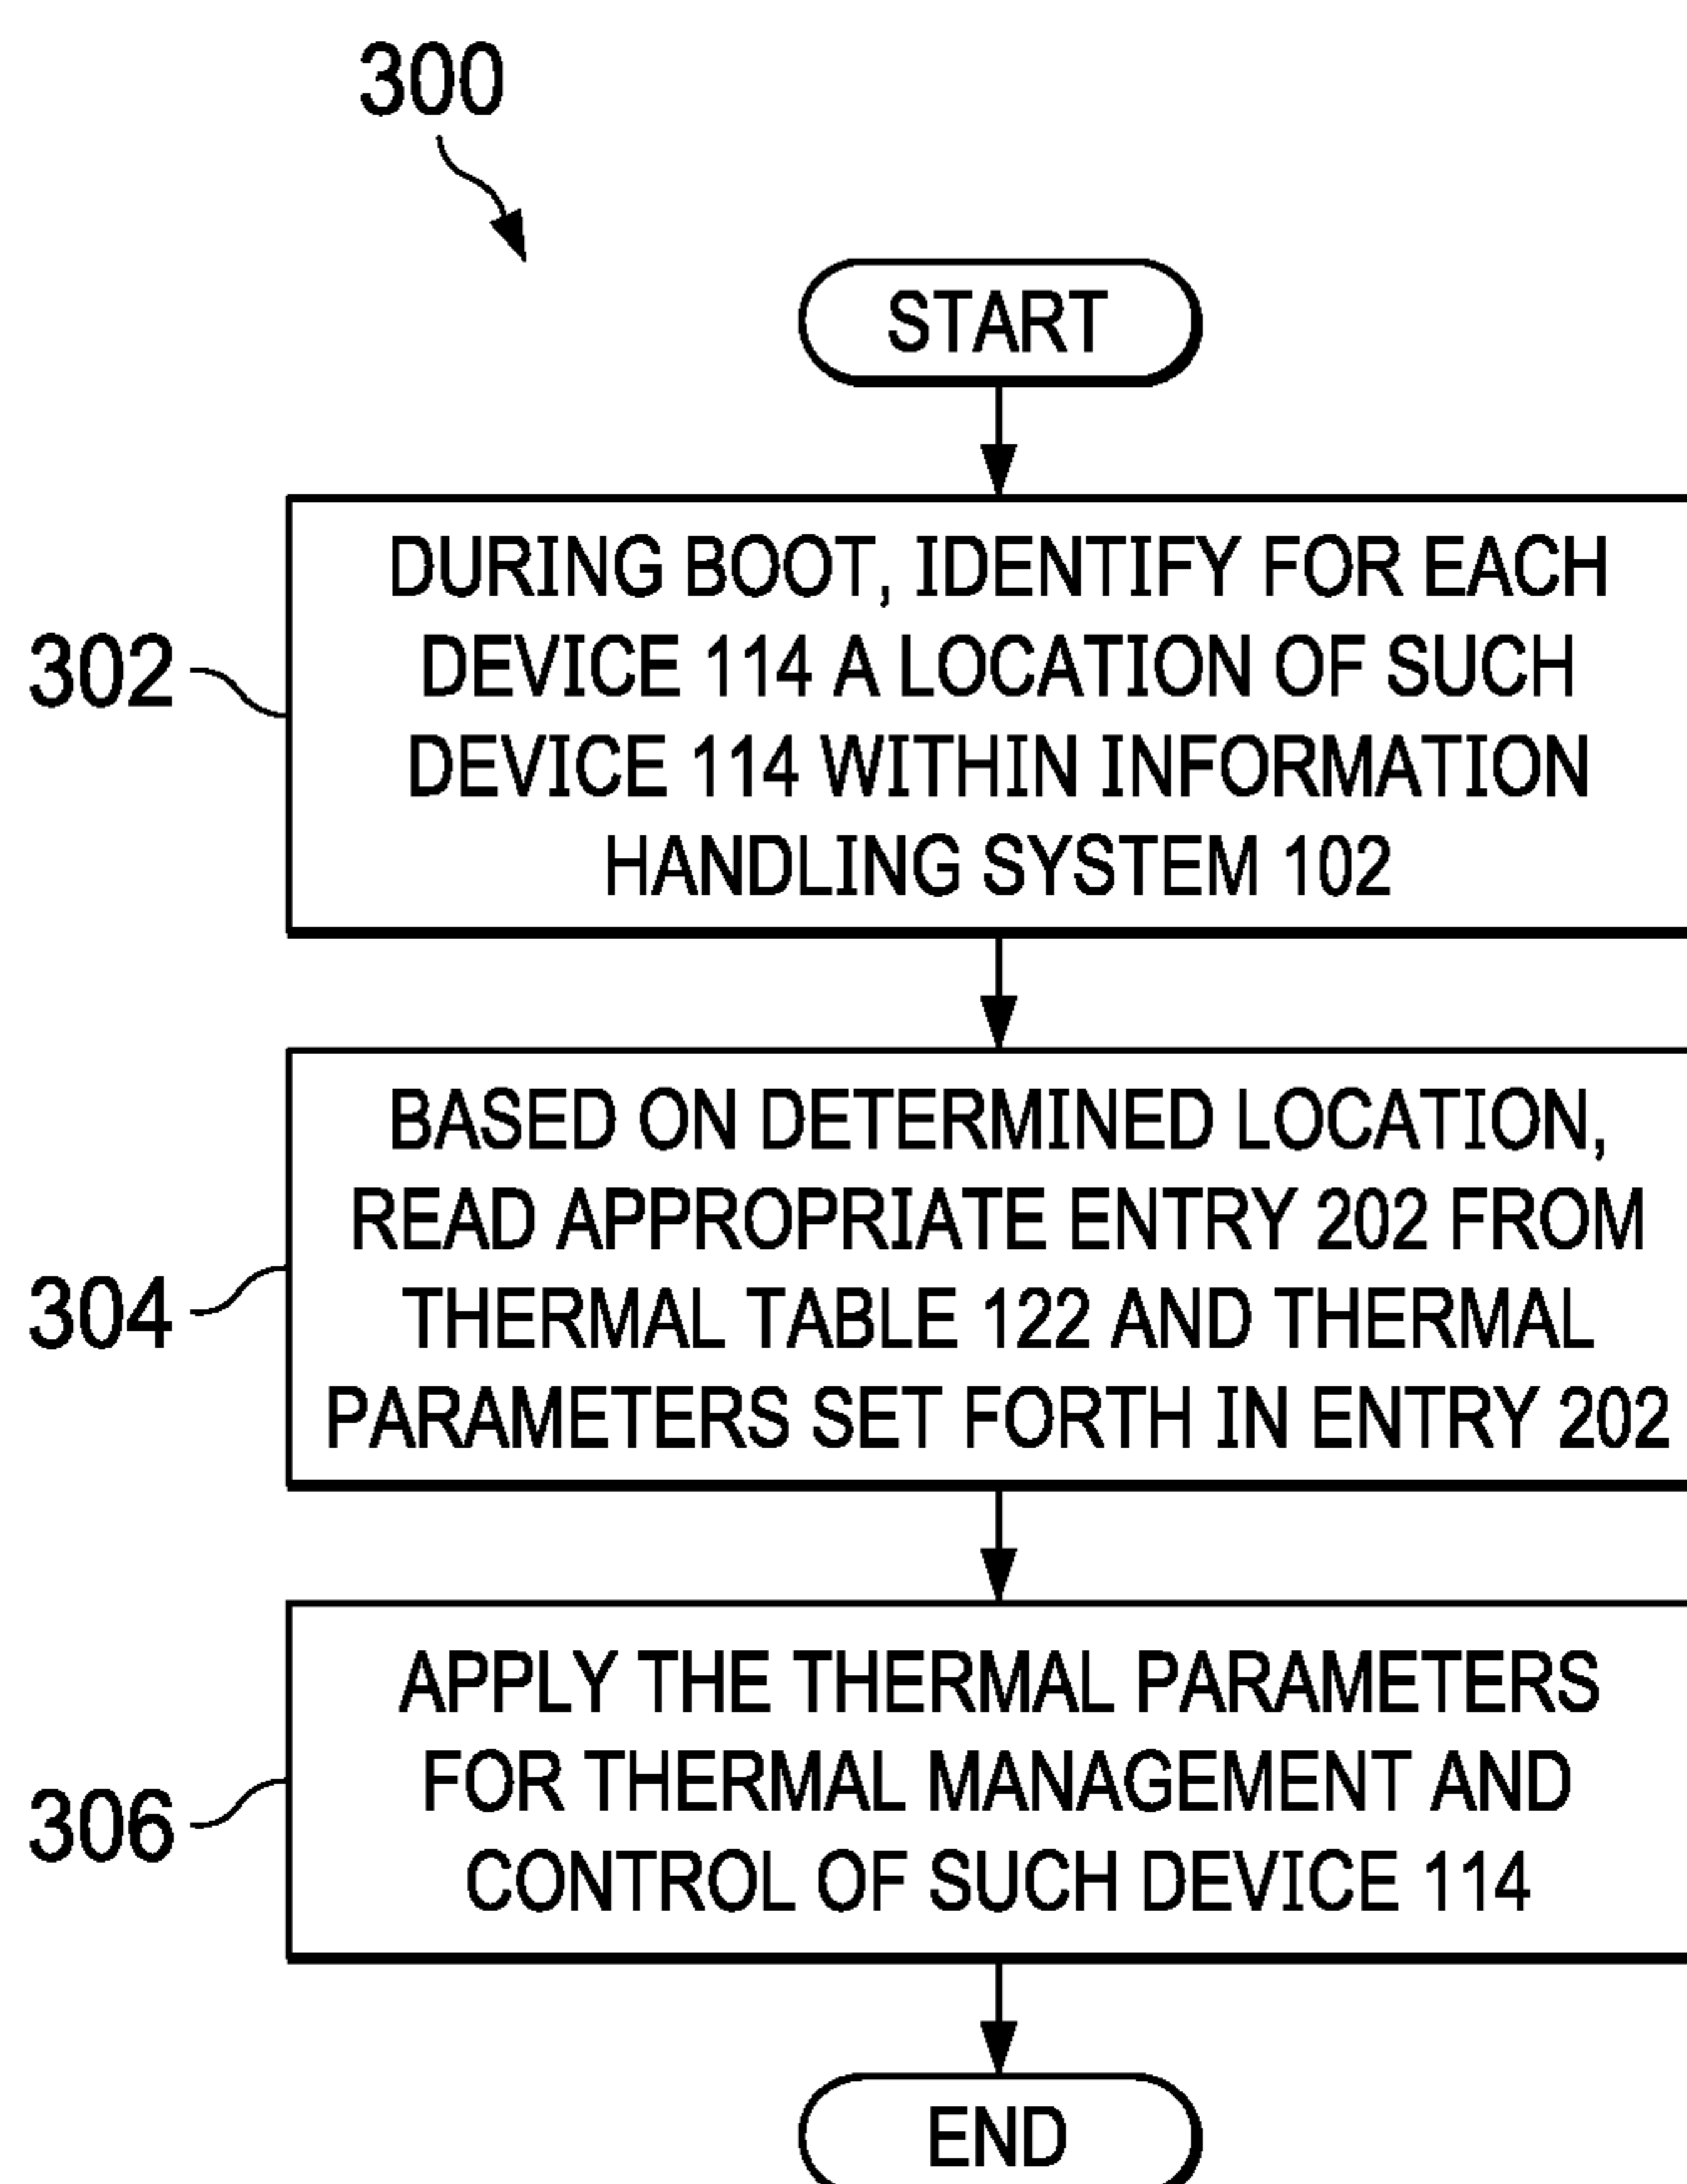 300
START
302
DURING BOOT, IDENTIFY FOR EACH
DEVICE 114 A LOCATION OF SUCH
DEVICE 114 WITHIN INFORMATION
HANDLING SYSTEM 102
304
BASED ON DETERMINED LOCATION,
READ APPROPRIATE ENTRY 202 FROM
THERMAL TABLE 122 AND THERMAL
PARAMETERS SET FORTH IN ENTRY 202
306
APPLY THE THERMAL PARAMETERS
FOR THERMAL MANAGEMENT AND
CONTROL OF SUCH DEVICE 114
END